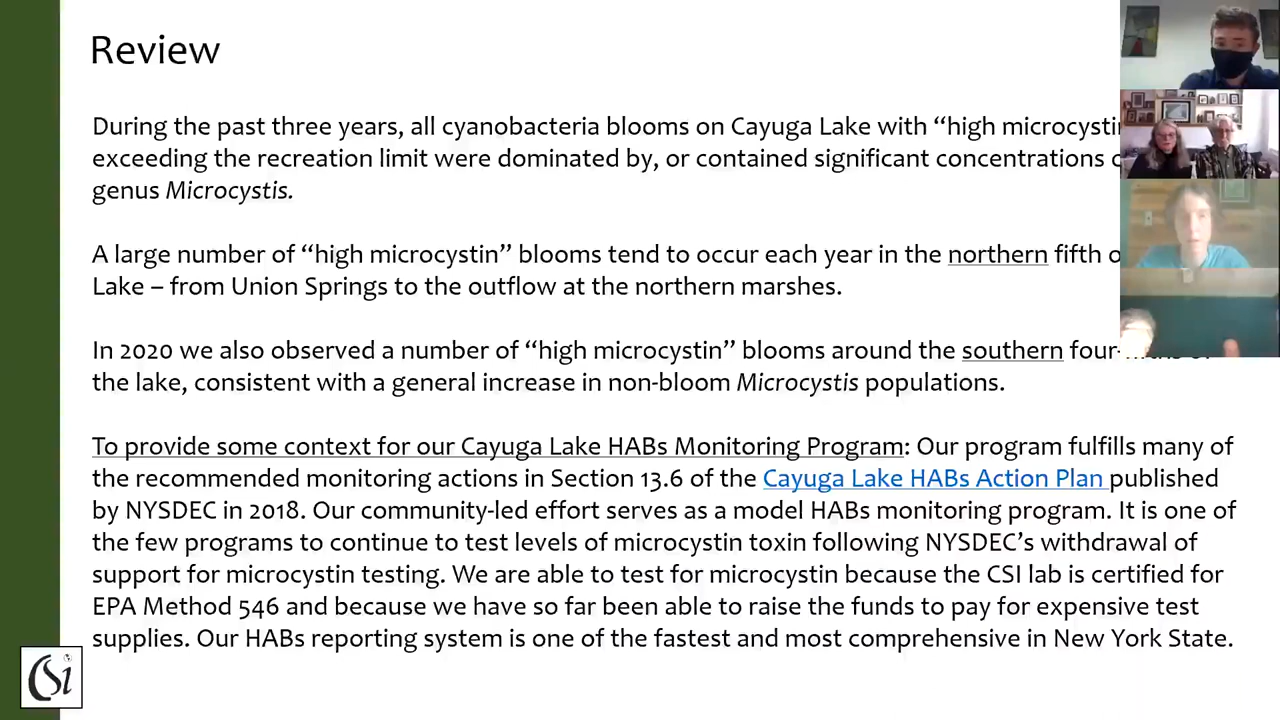 Review
During the past three years, all cyanobacteria blooms on Cayuga Lake with “high
exceeding the recreation limit were dominated by, or contained significant concentrations
genus Microcystis.
A large number of “high microcystin” blooms tend to occur each year in the northern fifth
Lake – from Union Springs to the outflow at the northern marshes.
In 2020 we also observed a number of “high microcystin” blooms around the southern
the lake, consistent with a general increase in non-bloom Microcystis populations.
To provide some context for our Cayuga Lake HABs Monitoring Program: Our program fulfills many of
the recommended monitoring actions in Section 13.6 of the Cayuga Lake HABs Action Plan published
by NYSDEC in 2018. Our community-led effort serves as a model HABs monitoring program. It is one of
the few programs to continue to test levels of microcystin toxin following NYSDEC’s withdrawal of
support for microcystin testing. We are able to test for microcystin because the CSI lab is certified for
EPA Method 546 and because we have so far been able to raise the funds to pay for expensive test
supplies. Our HABs reporting system is one of the fastest and most comprehensive in New York State.
CSi